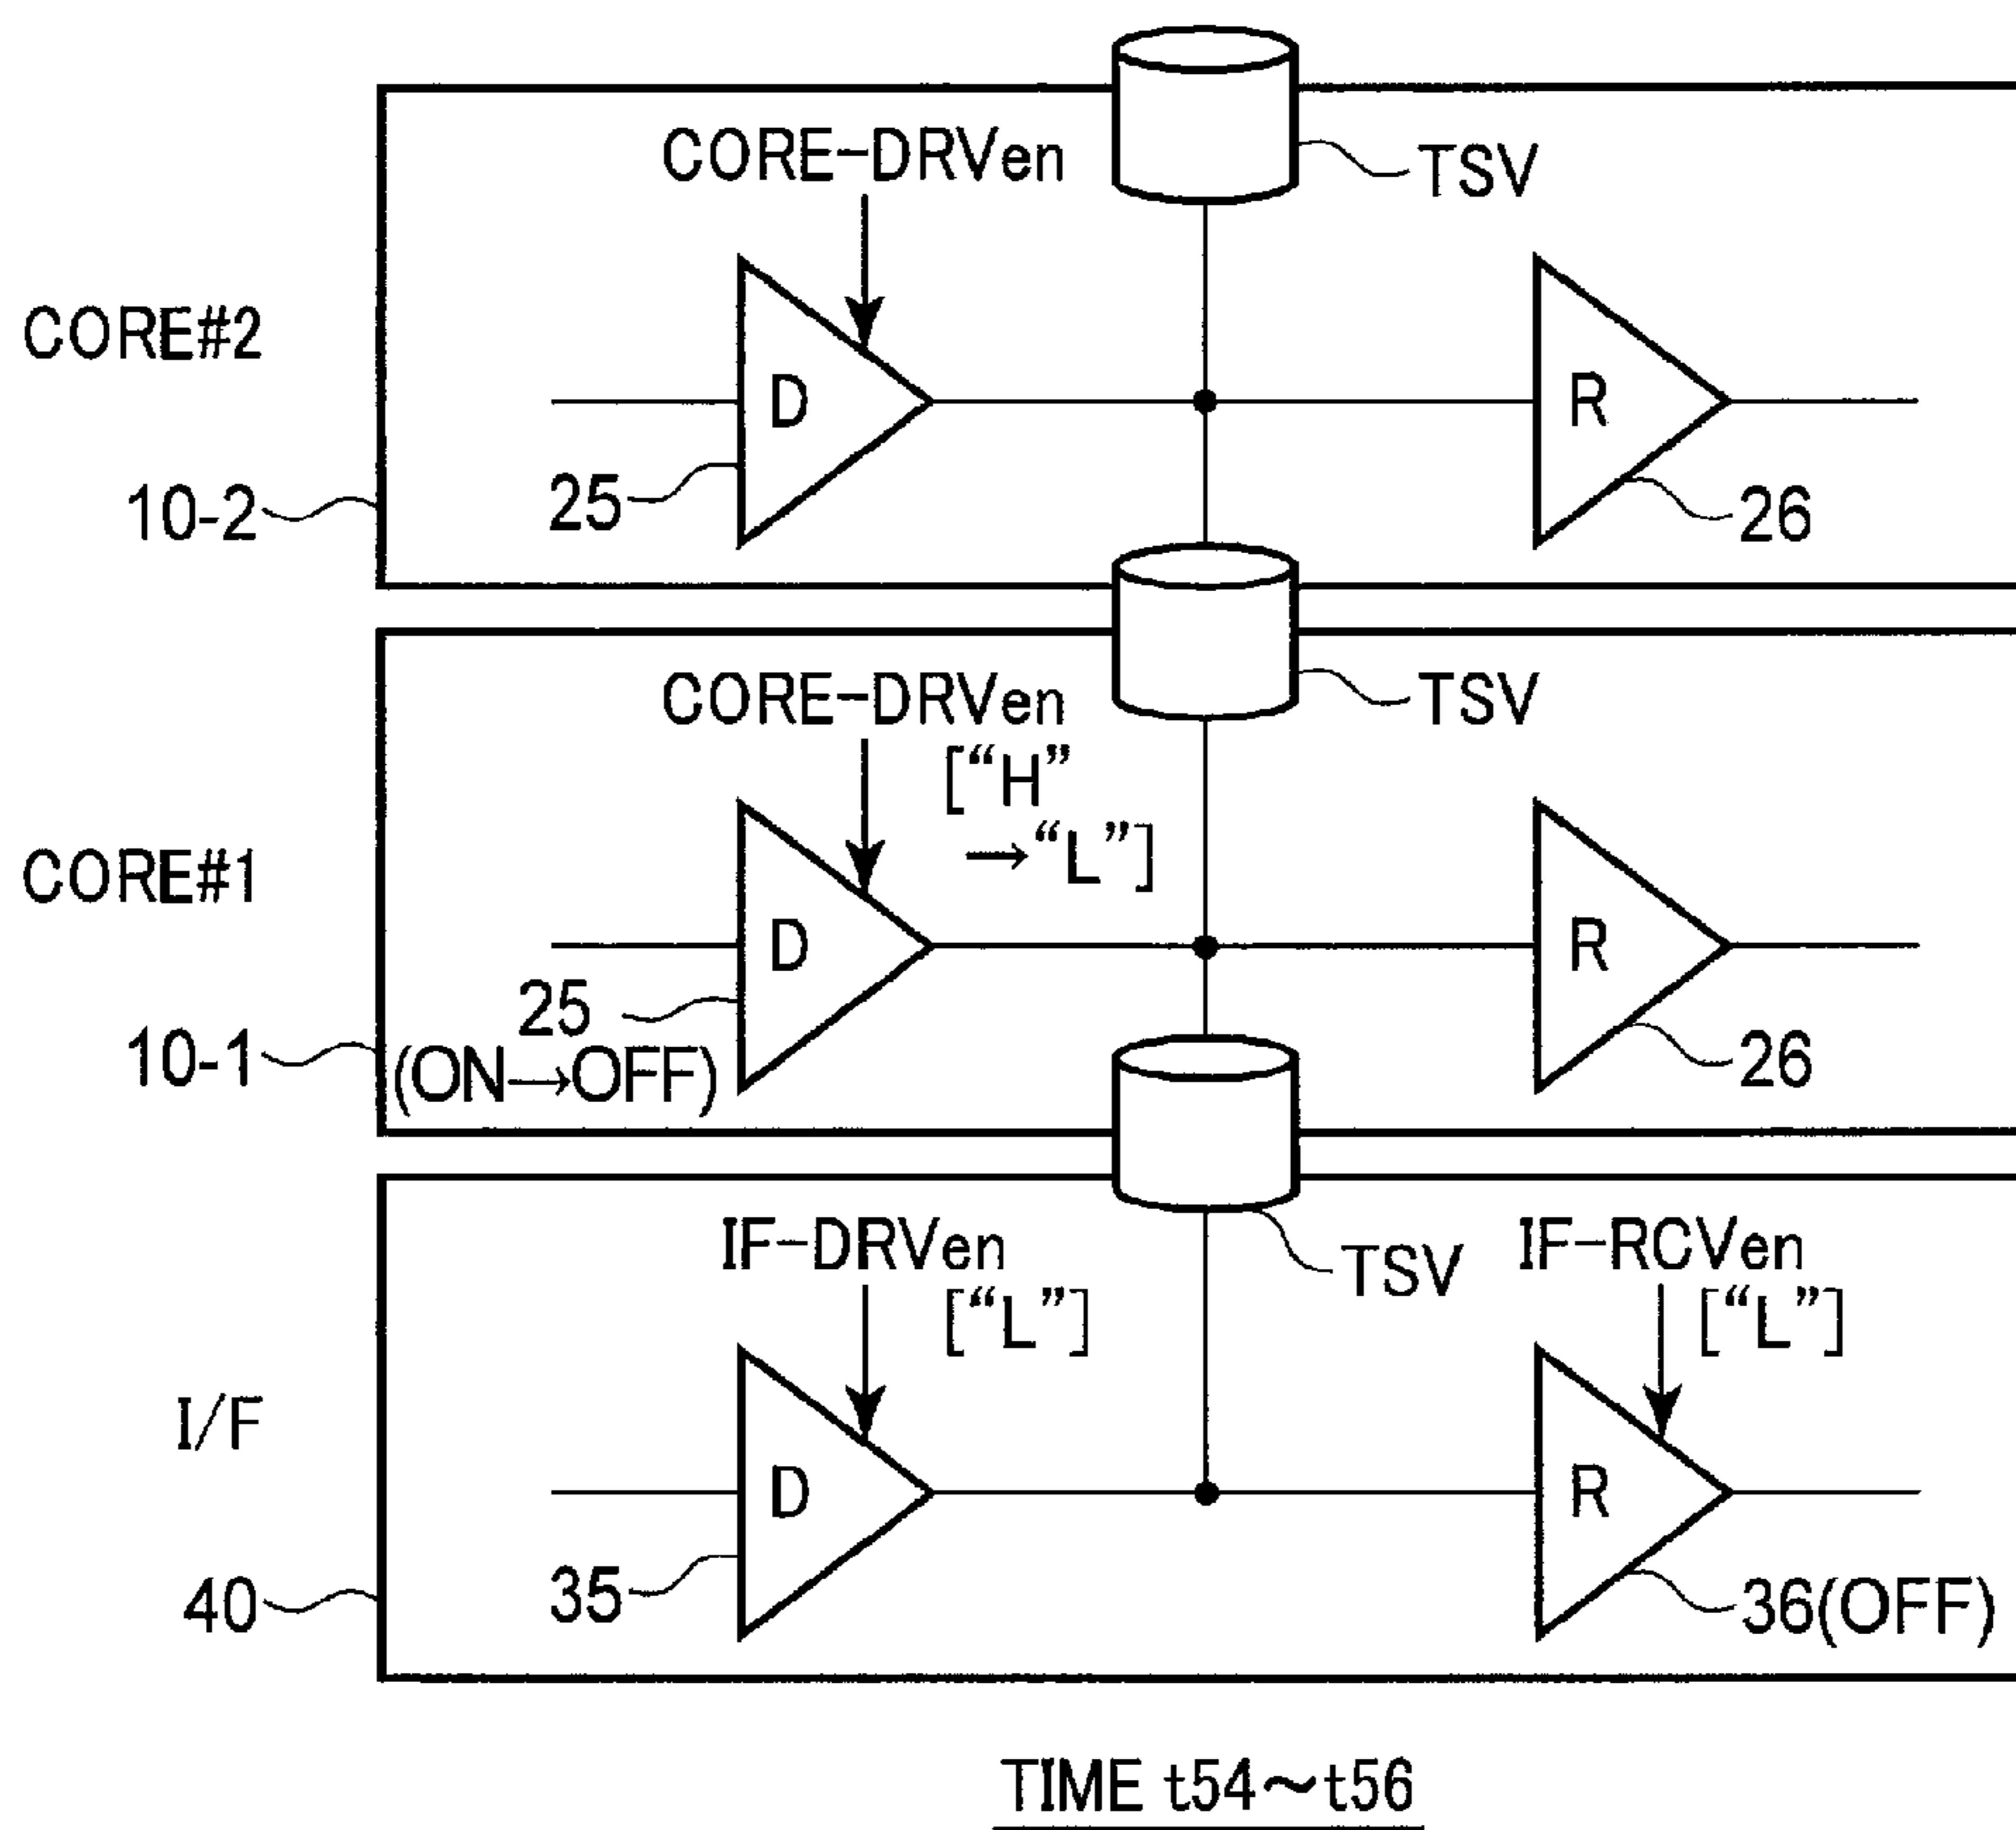 CORE-DRVen
TSV
CORE#2
D
R
10-2
25
26
CORE-DRVen
TSV
[“H”
→“L”]
CORE#1
D
R
25
10-1
(ON→OFF)
26
IF-DRVen
[“L”]
TSV
IF-RCVen
[“L”]
I/F
D
R
35
40
36(OFF)
TIME t54～t56